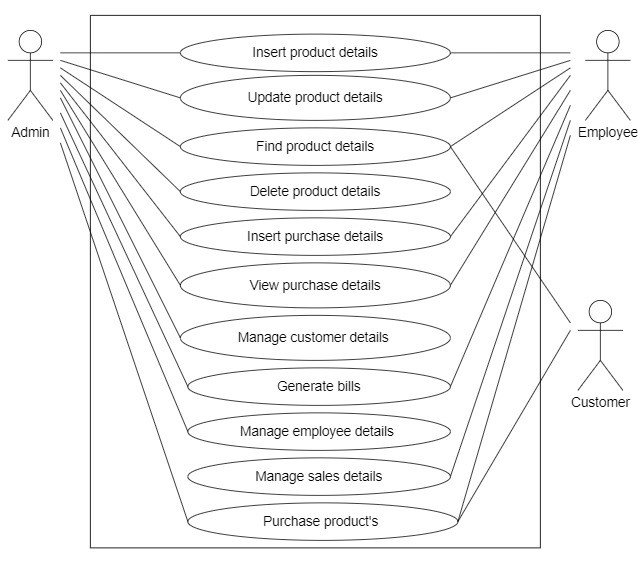 Insert product details
Update product details
Admin
Employee
Find product details
Delete product details
Insert purchase details
View purchase details
Manage customer details
Generate bills
Customer
Manage employee details
Manage sales details
Purchase product's